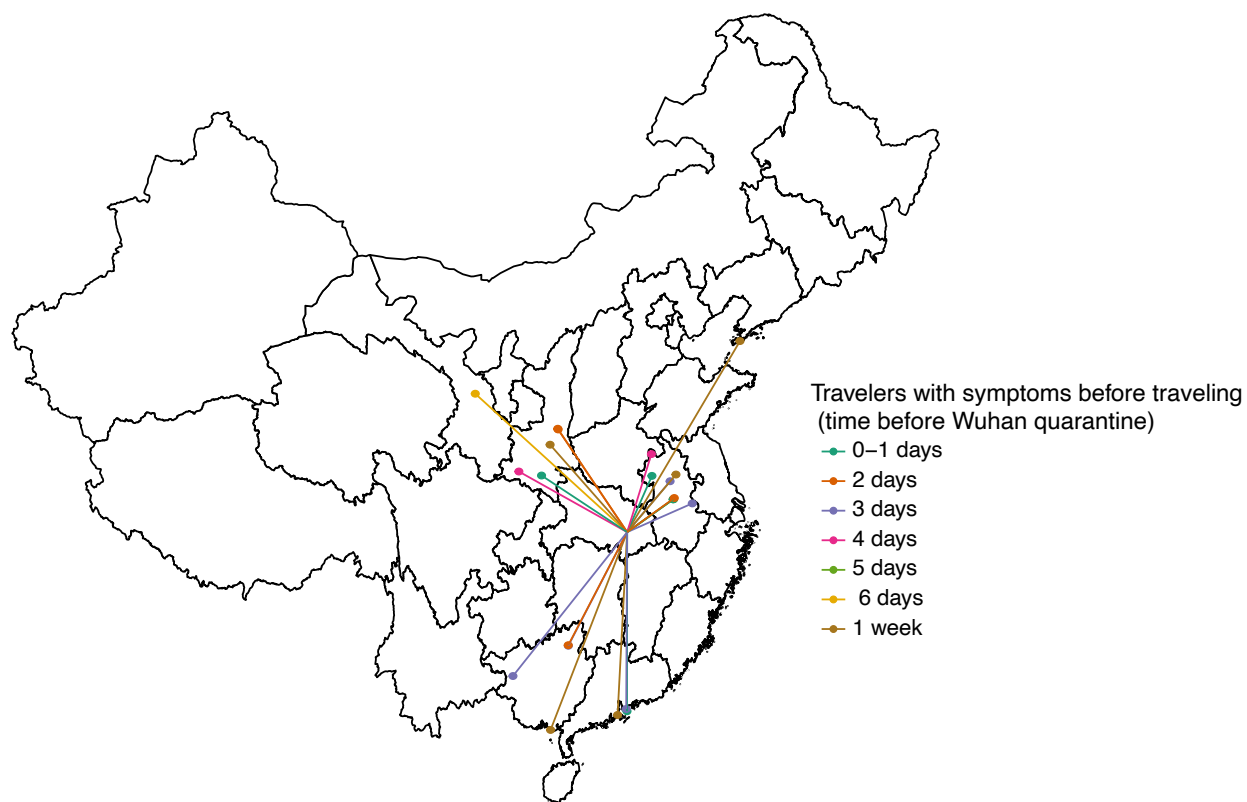 Travelers with symptoms before traveling
(time before Wuhan quarantine)
0–1 days
2 days
3 days
4 days
5 days
6 days
1 week